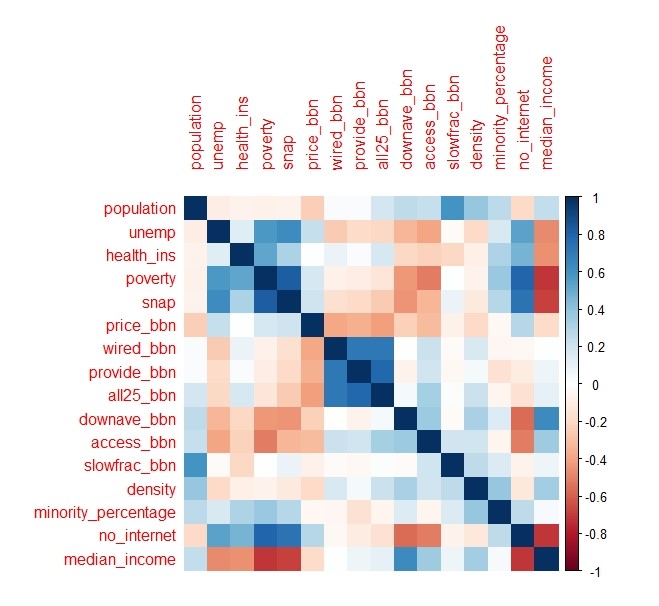 population
unemp
health_ins
poverty
snap
price_bbn
wired_bbn
provide_bbn
all25_bbn
downave_bbn
access_bbn
slowfrac_bbn
density
minority_percentage
no_internet
median_income
population
unemp
health_ins
poverty
snap
price_bbn
wired_bbn
provide_bbn
all25_bbn
downave_bbn
access_bbn
slowfrac_bbn
density
minority_percentage
no_internet
median_income
1
0.8
0.6
0.4
0.2
0
-0.2
-0.4
-0.6
-0.8
-1